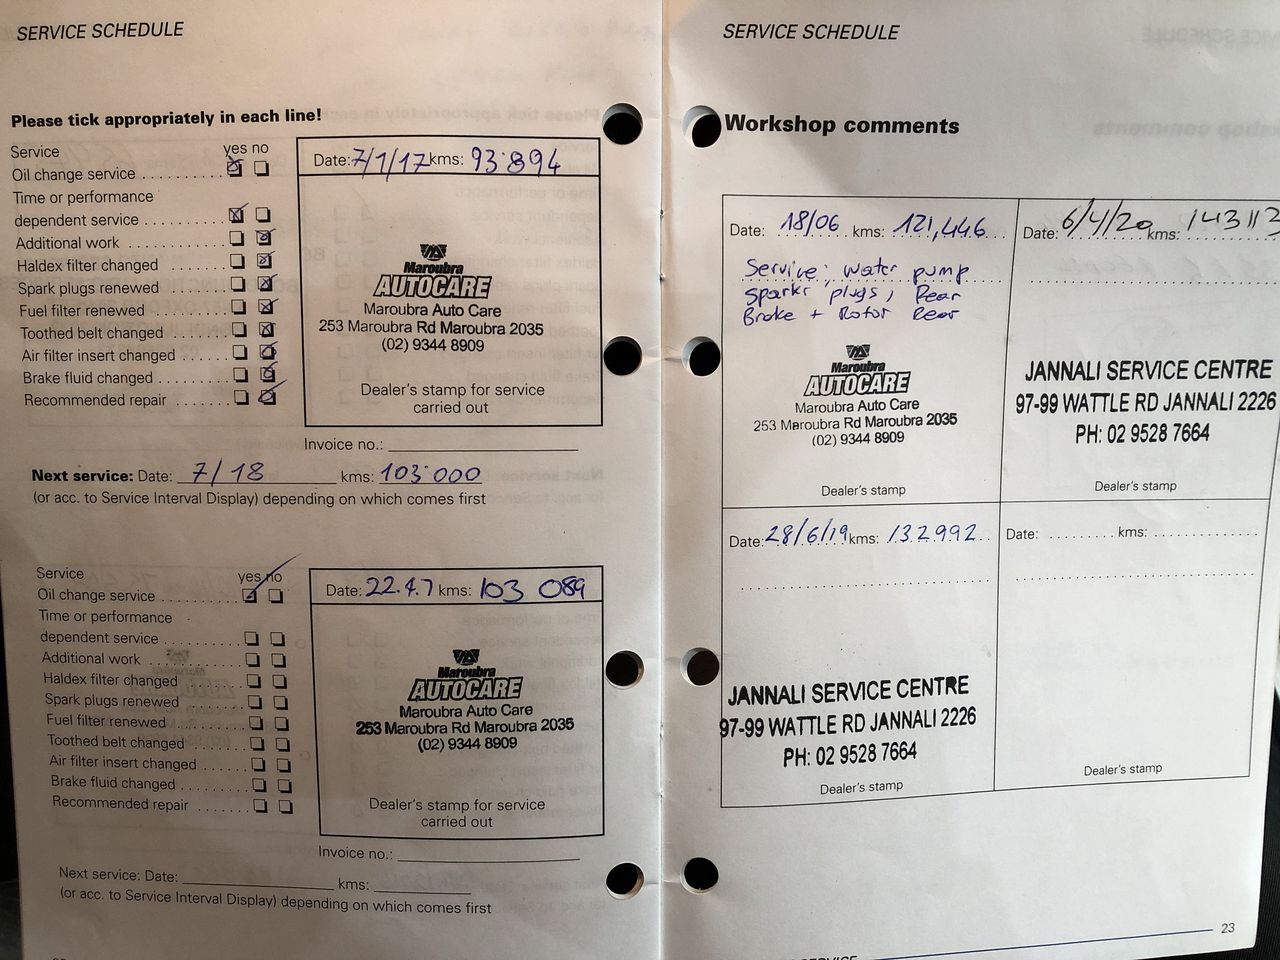 SERVICE SCHEDULE
Please tick appropriately in each line!
Service yes no
Oil change service
Time or performance
dependent service
Additional work
Haldex filter changed
Spark plugs renewed
Fuel filter renewed
Toothed belt changed
Air filter insert changed
Brake fluid changed
Recommended repair
Date: 7/1/17 kms: 93·894
Maroubra
AUTOCARE
Maroubra Auto Care
253 Maroubra Rd Maroubra 2035
(02) 9344 8909
Dealer's stamp for service
carried out
Invoice no.:
Next service: Date: 7/18 kms: 103·000
(or acc. to Service Interval Display) depending on which comes first
Service yes no
Oil change service
Time or performance
dependent service
Additional work
Haldex filter changed
Spark plugs renewed
Fuel filter renewed
Toothed belt changed
Air filter insert changed
Brake fluid changed
Recommended repair
Date: 22.4.7 kms: 103 089
Maroubra
AUTOCARE
Maroubra Auto Care
253 Maroubra Rd Maroubra 2035
(02) 9344 8909
Dealer's stamp for service
carried out
Invoice no.:
Next service: Date: kms:
(or acc. to Service Interval Display) depending on which comes first
SERVICE SCHEDULE
Workshop comments
Date: 18/06 kms: 121,446
Service, water pump
Sparkr plugs, Rear
Brake + Rotor Rear
Maroubra
AUTOCARE
Maroubra Auto Care
253 Maroubra Rd Maroubra 2035
(02) 9344 8909
Dealer's stamp
Date: 6/4/20 kms: 143113
JANNALI SERVICE CENTRE
97-99 WATTLE RD JANNALI 2226
PH: 02 9528 7664
Dealer's stamp
Date: 28/6/19 kms: 132992
JANNALI SERVICE CENTRE
97-99 WATTLE RD JANNALI 2226
PH: 02 9528 7664
Dealer's stamp
Date: kms:
Dealer's stamp
23